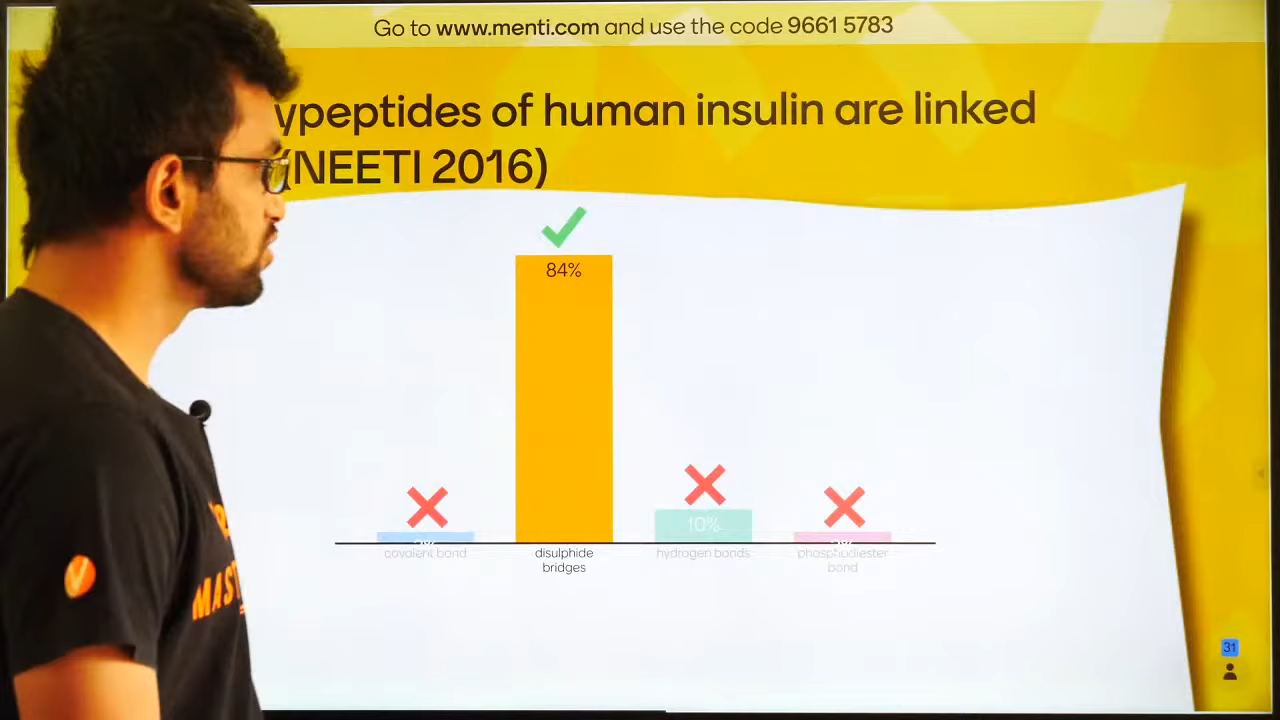 Go to www.menti.com and use the code 9661 5783
ypeptides of human insulin are linked
(NEETI 2016)
84%
10%
covalent bond
disulphide
bridges
hydrogen bonds
phosphodiester
bond
31